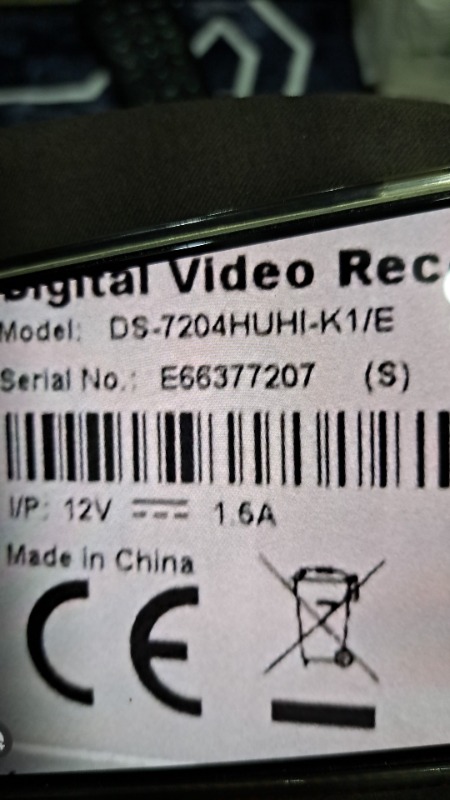 Digital Video Rec
Model: DS-7204HUHI-K1/E
Serial No.: E66377207 (S)
I/P: 12V 1.6A
Made in China
CE